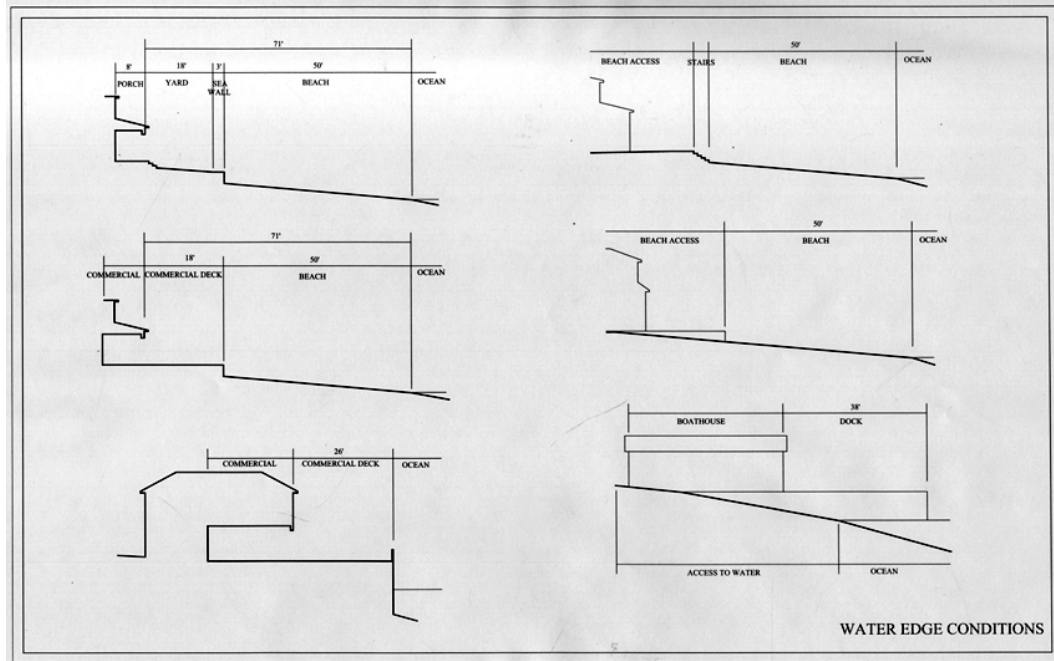 71'
8' 18' 3' 50'
PORCH YARD SEA WALL BEACH OCEAN
50'
BEACH ACCESS STAIRS BEACH OCEAN
71'
18' 50'
COMMERCIAL COMMERCIAL DECK BEACH OCEAN
50'
BEACH ACCESS BEACH OCEAN
26'
COMMERCIAL COMMERCIAL DECK OCEAN
38'
BOATHOUSE DOCK
ACCESS TO WATER OCEAN
WATER EDGE CONDITIONS